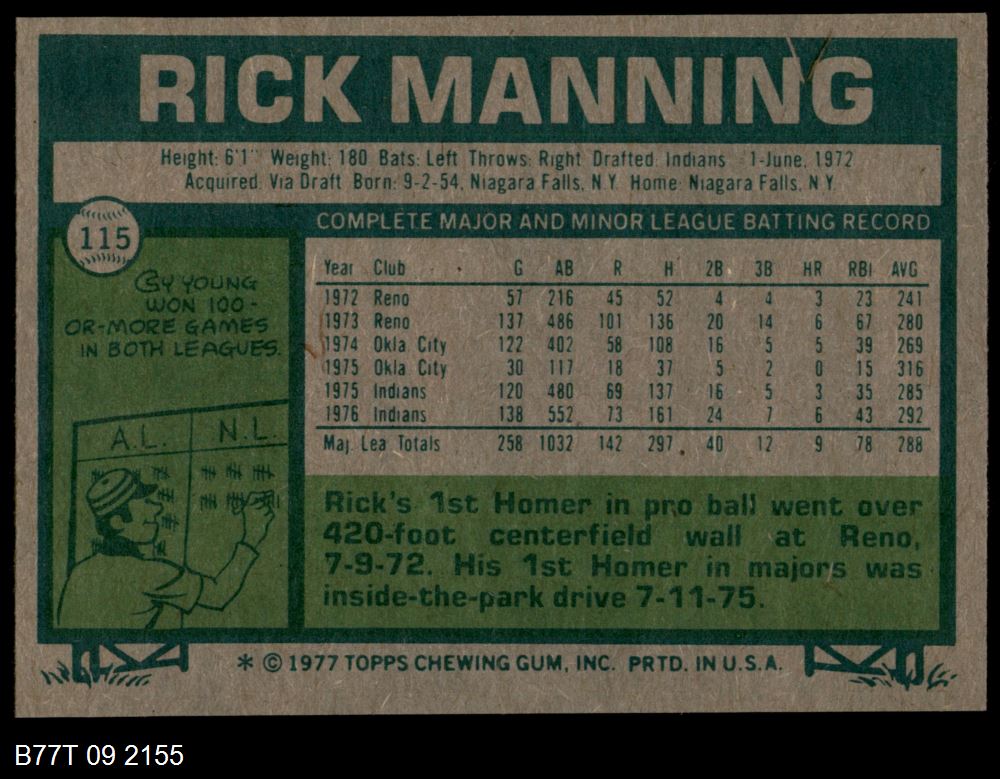 RICK MANNING
Height: 6'1" Weight: 180 Bats: Left Throws: Right Drafted: Indians 1-June, 1972
Acquired: Via Draft Born: 9-2-54, Niagara Falls, N.Y. Home: Niagara Falls, N.Y.
115
COMPLETE MAJOR AND MINOR LEAGUE BATTING RECORD
CY YOUNG
WON 100-
OR-MORE GAMES
IN BOTH LEAGUES.
A.L. N.L.
Year Club G AB R H 2B 3B HR RBI AVG
1972 Reno 57 216 45 52 4 4 3 23 241
1973 Reno 137 486 101 136 20 14 6 67 280
1974 Okla. City 122 402 58 108 16 5 5 39 269
1975 Okla. City 30 117 18 37 5 2 0 15 316
1975 Indians 120 480 69 137 16 5 3 35 285
1976 Indians 138 552 73 161 24 7 6 43 292
Maj. Lea. Totals 258 1032 142 297 40 12 9 78 288
Rick's 1st Homer in pro ball went over
420-foot centerfield wall at Reno,
7-9-72. His 1st Homer in majors was
inside-the-park drive 7-11-75.
* © 1977 TOPPS CHEWING GUM, INC. PRTD. IN U.S.A.
B77T 09 2155